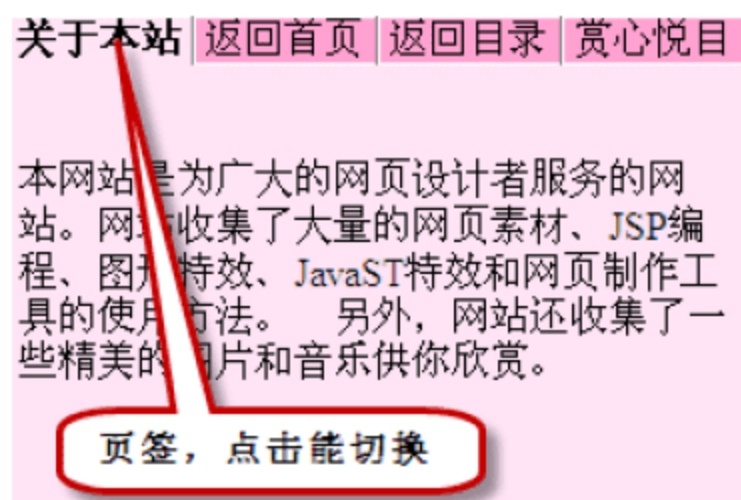 关于本站 返回首页 返回目录 赏心悦目
本网站是为广大的网页设计者服务的网
站。网站收集了大量的网页素材、JSP编
程、图形特效、JavaST特效和网页制作工
具的使用方法。 另外，网站还收集了一
些精美的图片和音乐供你欣赏。
页签，点击能切换